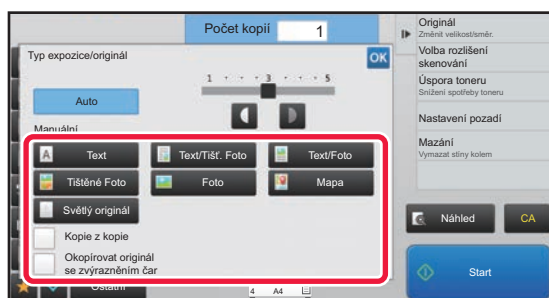 Počet kopií
1
Typ expozice/originál
OK
1
3
5
Auto
Manuální
A
Text
Text/Tišť. Foto
Text/Foto
Tištěné Foto
Foto
Mapa
Světlý originál
Kopie z kopie
Okopírovat originál
se zvýrazněním čar
Ostatní
4
A4
Originál
Změnit velikost/směr.
Volba rozlišení
skenování
Úspora toneru
Snížení spotřeby toneru
Nastavení pozadí
Mazání
Vymazat stíny kolem
Náhled
CA
Start